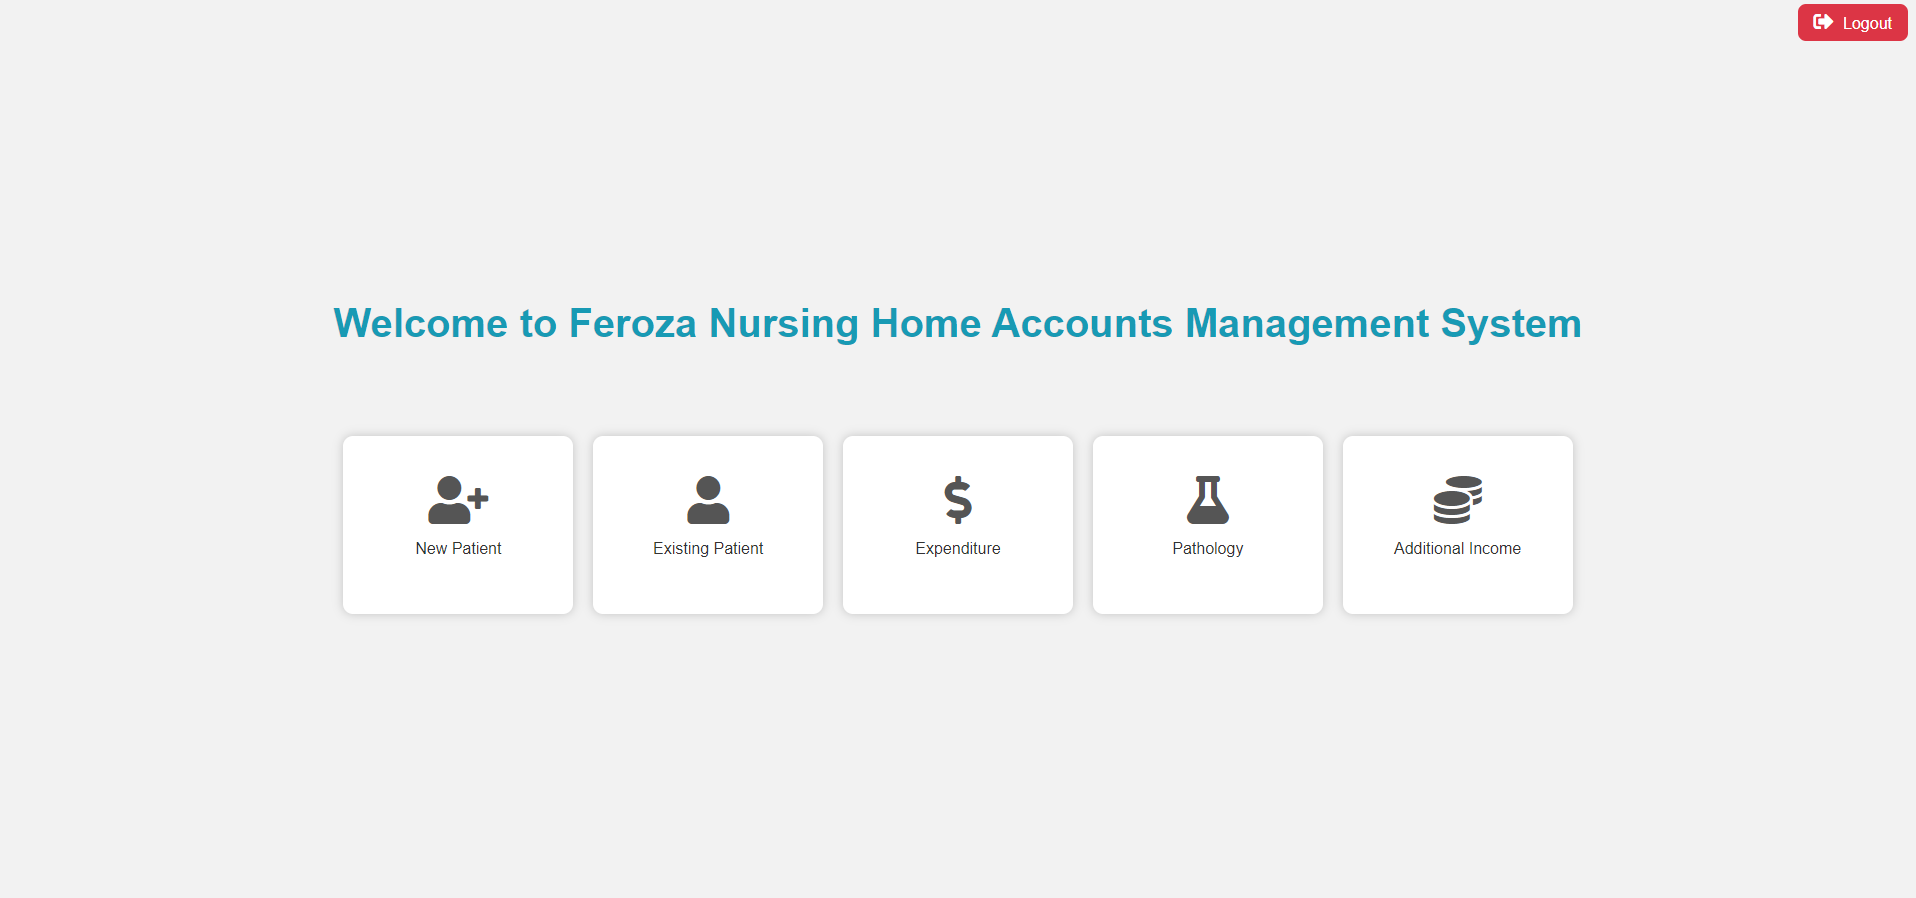 Logout
Welcome to Feroza Nursing Home Accounts Management System
New Patient
Existing Patient
Expenditure
Pathology
Additional Income